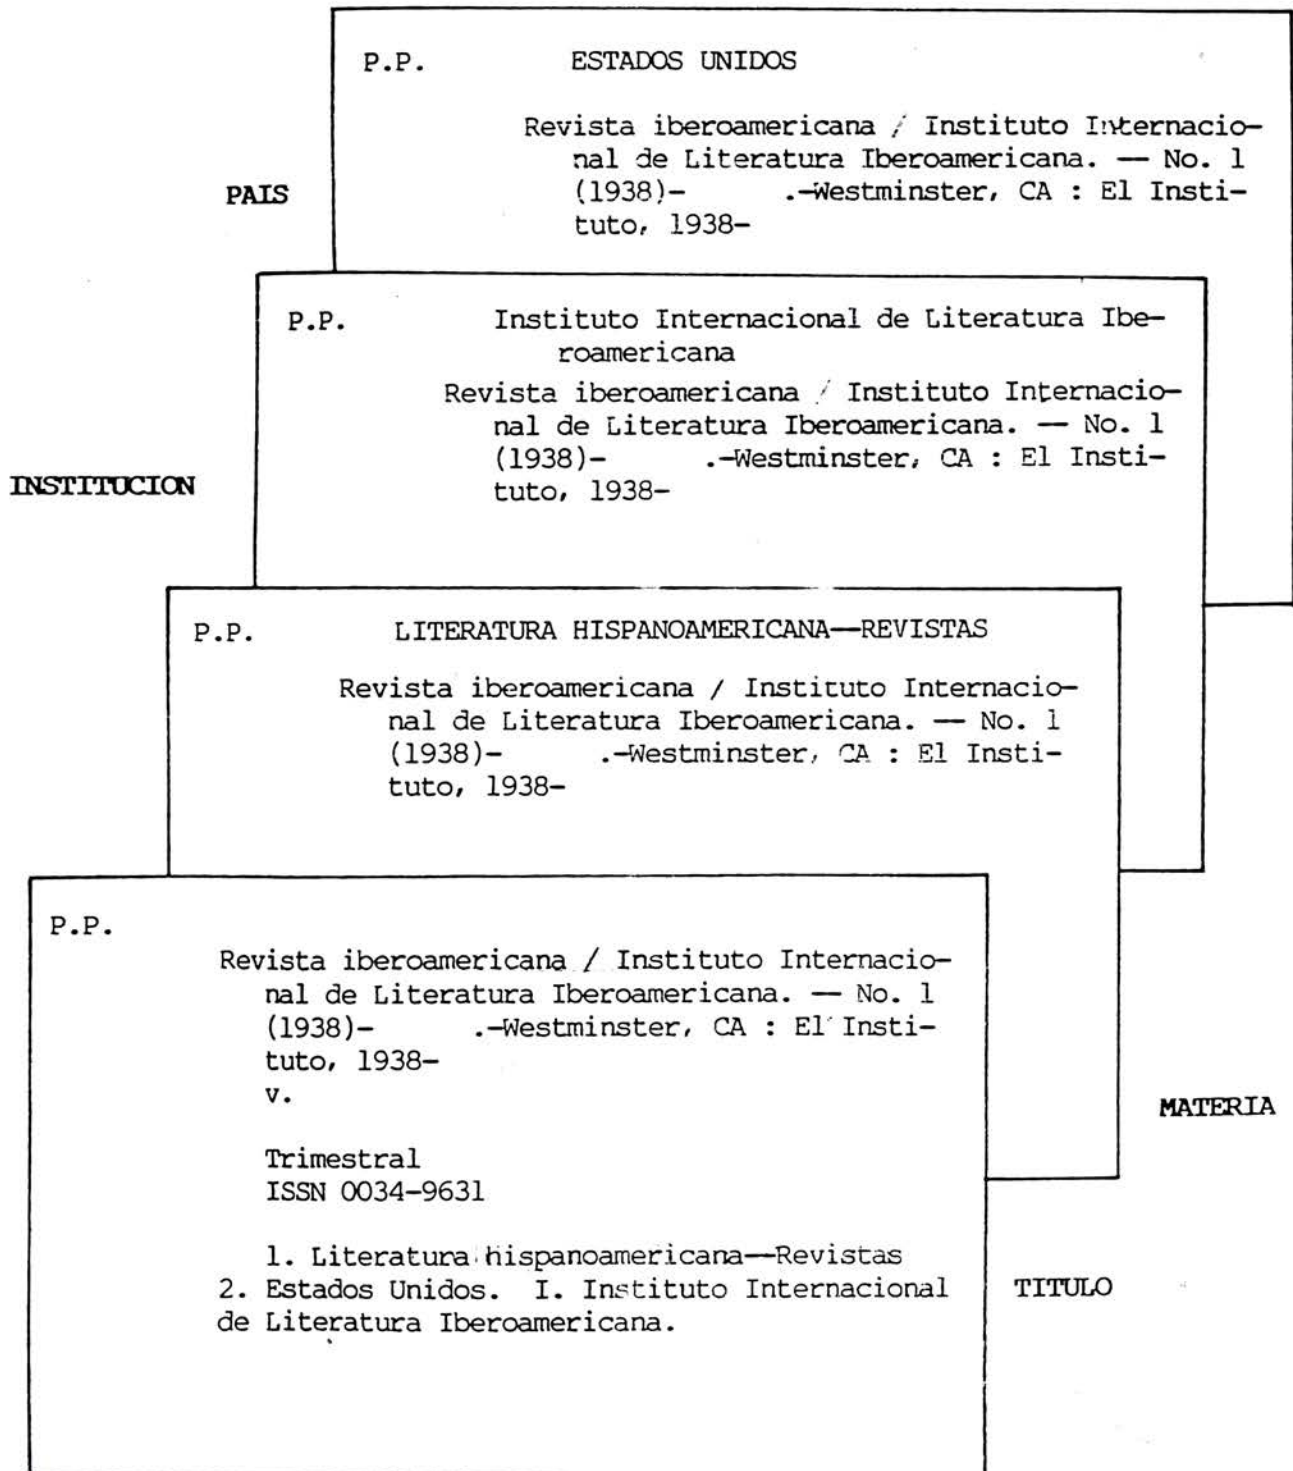 P.P. ESTADOS UNIDOS
Revista iberoamericana / Instituto Internacio-
nal de Literatura Iberoamericana. — No. 1
(1938)- .-Westminster, CA : El Insti-
tuto, 1938-
PAIS
P.P. Instituto Internacional de Literatura Ibe-
roamericana
Revista iberoamericana / Instituto Internacio-
nal de Literatura Iberoamericana. — No. 1
(1938)- .-Westminster, CA : El Insti-
tuto, 1938-
INSTITUCION
P.P. LITERATURA HISPANOAMERICANA—REVISTAS
Revista iberoamericana / Instituto Internacio-
nal de Literatura Iberoamericana. — No. 1
(1938)- .-Westminster, CA : El Insti-
tuto, 1938-
MATERIA
P.P.
Revista iberoamericana / Instituto Internacio-
nal de Literatura Iberoamericana. — No. 1
(1938)- .-Westminster, CA : El Insti-
tuto, 1938-
v.
Trimestral
ISSN 0034-9631
1. Literatura hispanoamericana—Revistas
2. Estados Unidos. I. Instituto Internacional
de Literatura Iberoamericana.
TITULO